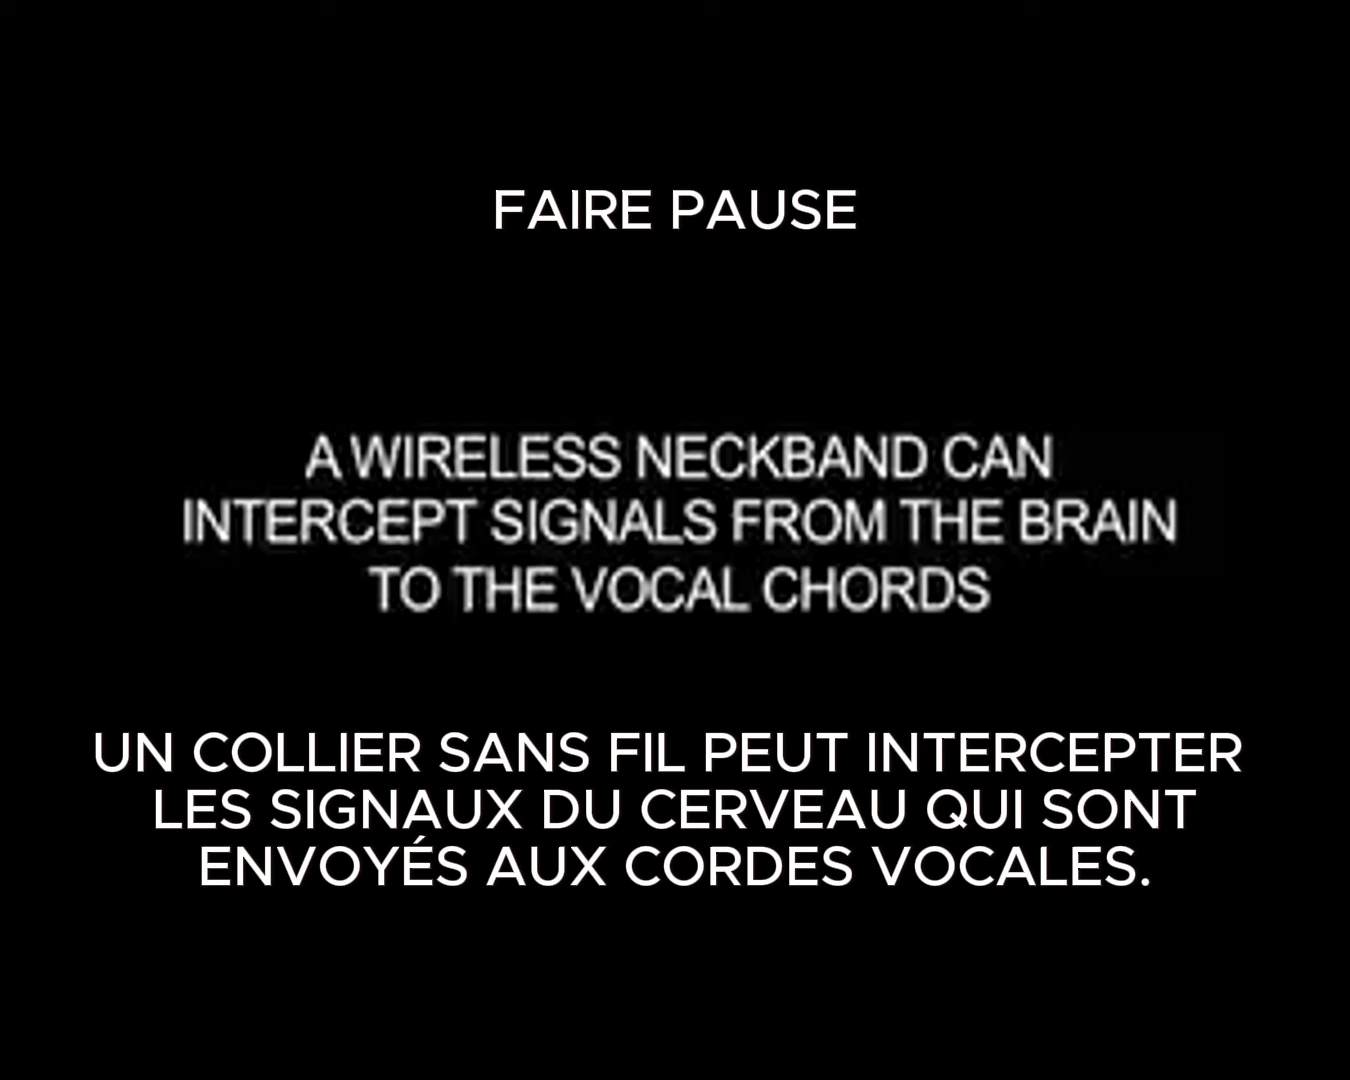 FAIRE PAUSE
A WIRELESS NECKBAND CAN
INTERCEPT SIGNALS FROM THE BRAIN
TO THE VOCAL CHORDS
UN COLLIER SANS FIL PEUT INTERCEPTER
LES SIGNAUX DU CERVEAU QUI SONT
ENVOYÉS AUX CORDES VOCALES.